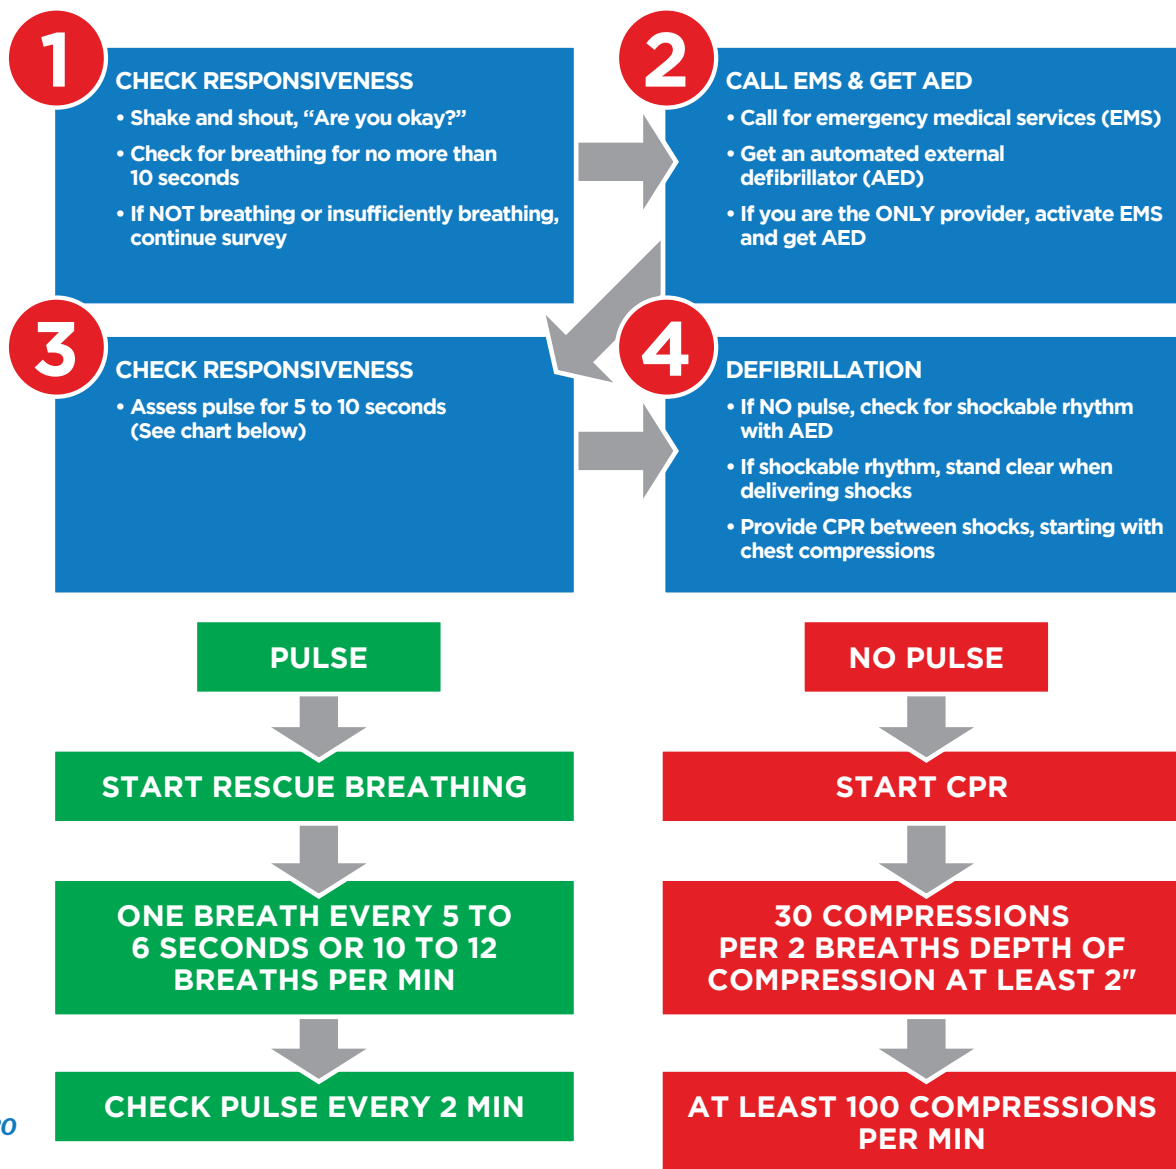 1
CHECK RESPONSIVENESS
• Shake and shout, “Are you okay?”
• Check for breathing for no more than
10 seconds
• If NOT breathing or insufficiently breathing,
continue survey
2
CALL EMS & GET AED
• Call for emergency medical services (EMS)
• Get an automated external
defibrillator (AED)
• If you are the ONLY provider, activate EMS
and get AED
3
CHECK RESPONSIVENESS
• Assess pulse for 5 to 10 seconds
(See chart below)
4
DEFIBRILLATION
• If NO pulse, check for shockable rhythm
with AED
• If shockable rhythm, stand clear when
delivering shocks
• Provide CPR between shocks, starting with
chest compressions
PULSE
START RESCUE BREATHING
ONE BREATH EVERY 5 TO
6 SECONDS OR 10 TO 12
BREATHS PER MIN
CHECK PULSE EVERY 2 MIN
NO PULSE
START CPR
30 COMPRESSIONS
PER 2 BREATHS DEPTH OF
COMPRESSION AT LEAST 2"
AT LEAST 100 COMPRESSIONS
PER MIN